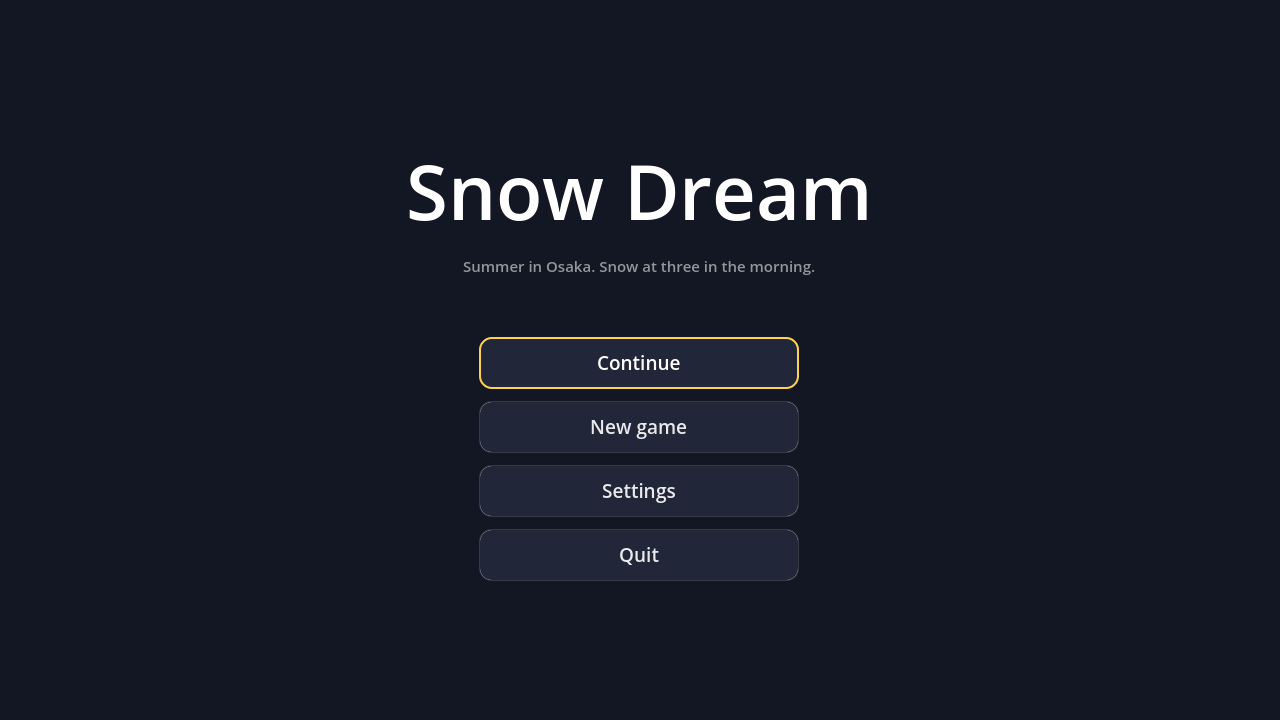 Snow Dream
Summer in Osaka. Snow at three in the morning.
Continue
New game
Settings
Quit